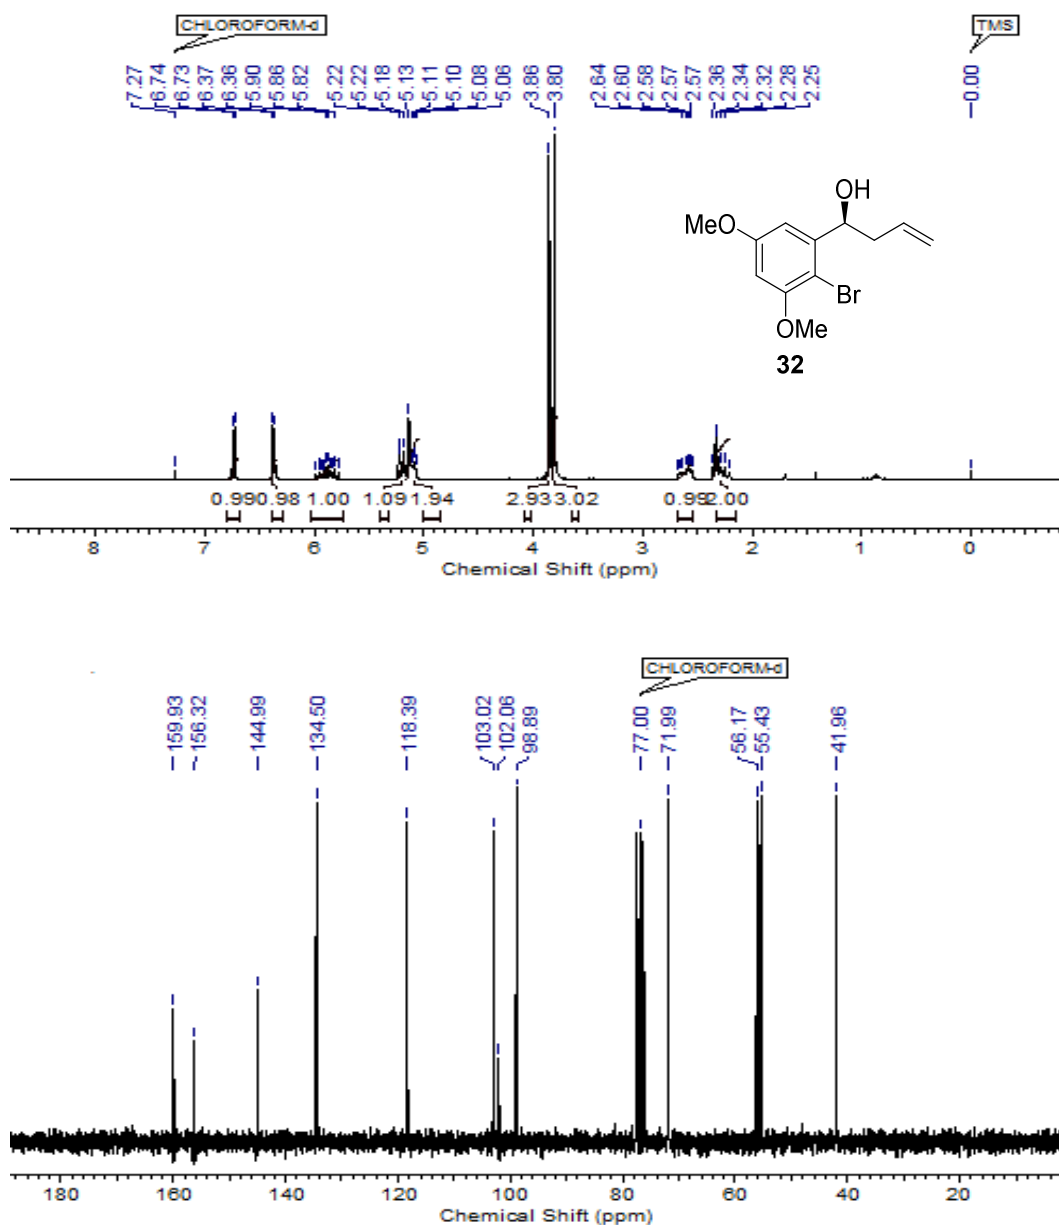 CHLOROFORM-d TMS
7.27 6.74 6.73 6.37 6.36 5.90 5.86 5.82 5.22 5.22 5.18 5.13 5.11 5.10 5.08 5.06 3.86 3.80 2.64 2.60 2.58 2.57 2.57 2.36 2.34 2.32 2.28 2.25 -0.00
OH
MeO
Br
OMe
32
0.99 0.98 1.00 1.09 1.94 2.93 3.02 0.99 2.00
8 7 6 5 4 3 2 1 0
Chemical Shift (ppm)
CHLOROFORM-d
159.93 156.32 144.99 134.50 118.39 103.02 102.06 98.89 77.00 71.99 56.17 55.43 41.96
180 160 140 120 100 80 60 40 20
Chemical Shift (ppm)